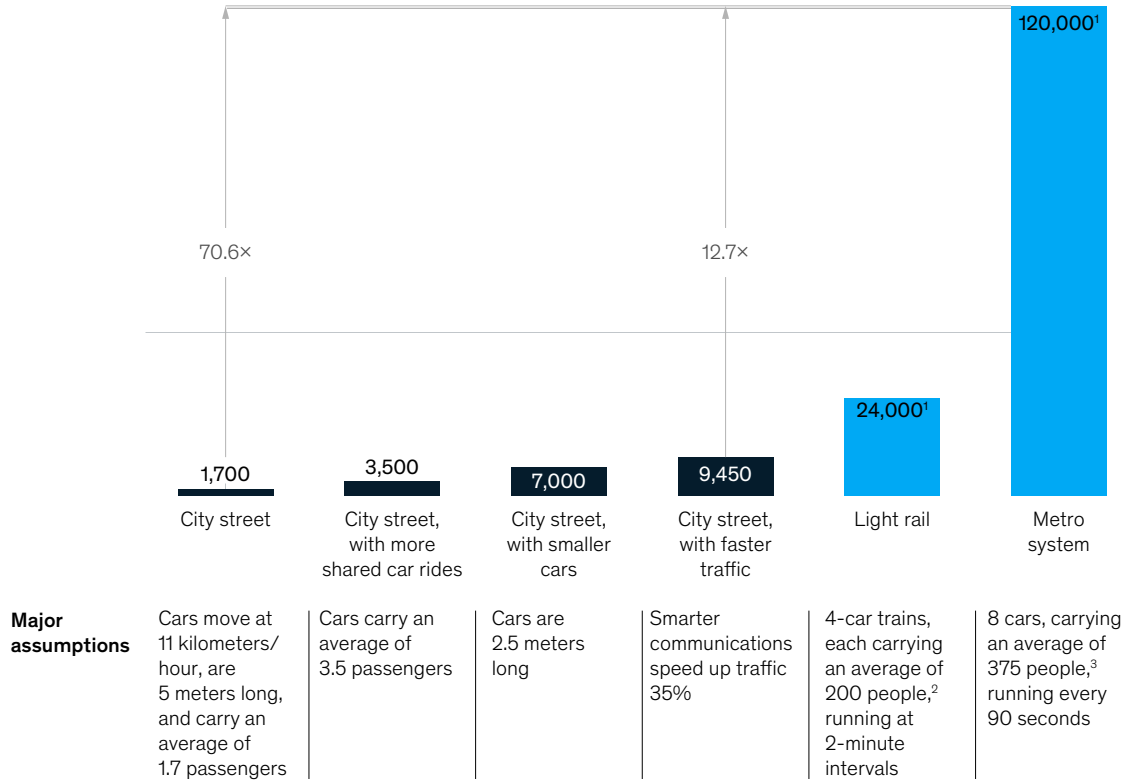 120,000¹
70.6×
12.7×
24,000¹
1,700
3,500
7,000
9,450
City street
City street,
with more
shared car rides
City street,
with smaller
cars
City street,
with faster
traffic
Light rail
Metro
system
Major
assumptions
Cars move at
11 kilometers/
hour, are
5 meters long,
and carry an
average of
1.7 passengers
Cars carry an
average of
3.5 passengers
Cars are
2.5 meters
long
Smarter
communications
speed up traffic
35%
4-car trains,
each carrying
an average of
200 people,²
running at
2-minute
intervals
8 cars, carrying
an average of
375 people,³
running every
90 seconds